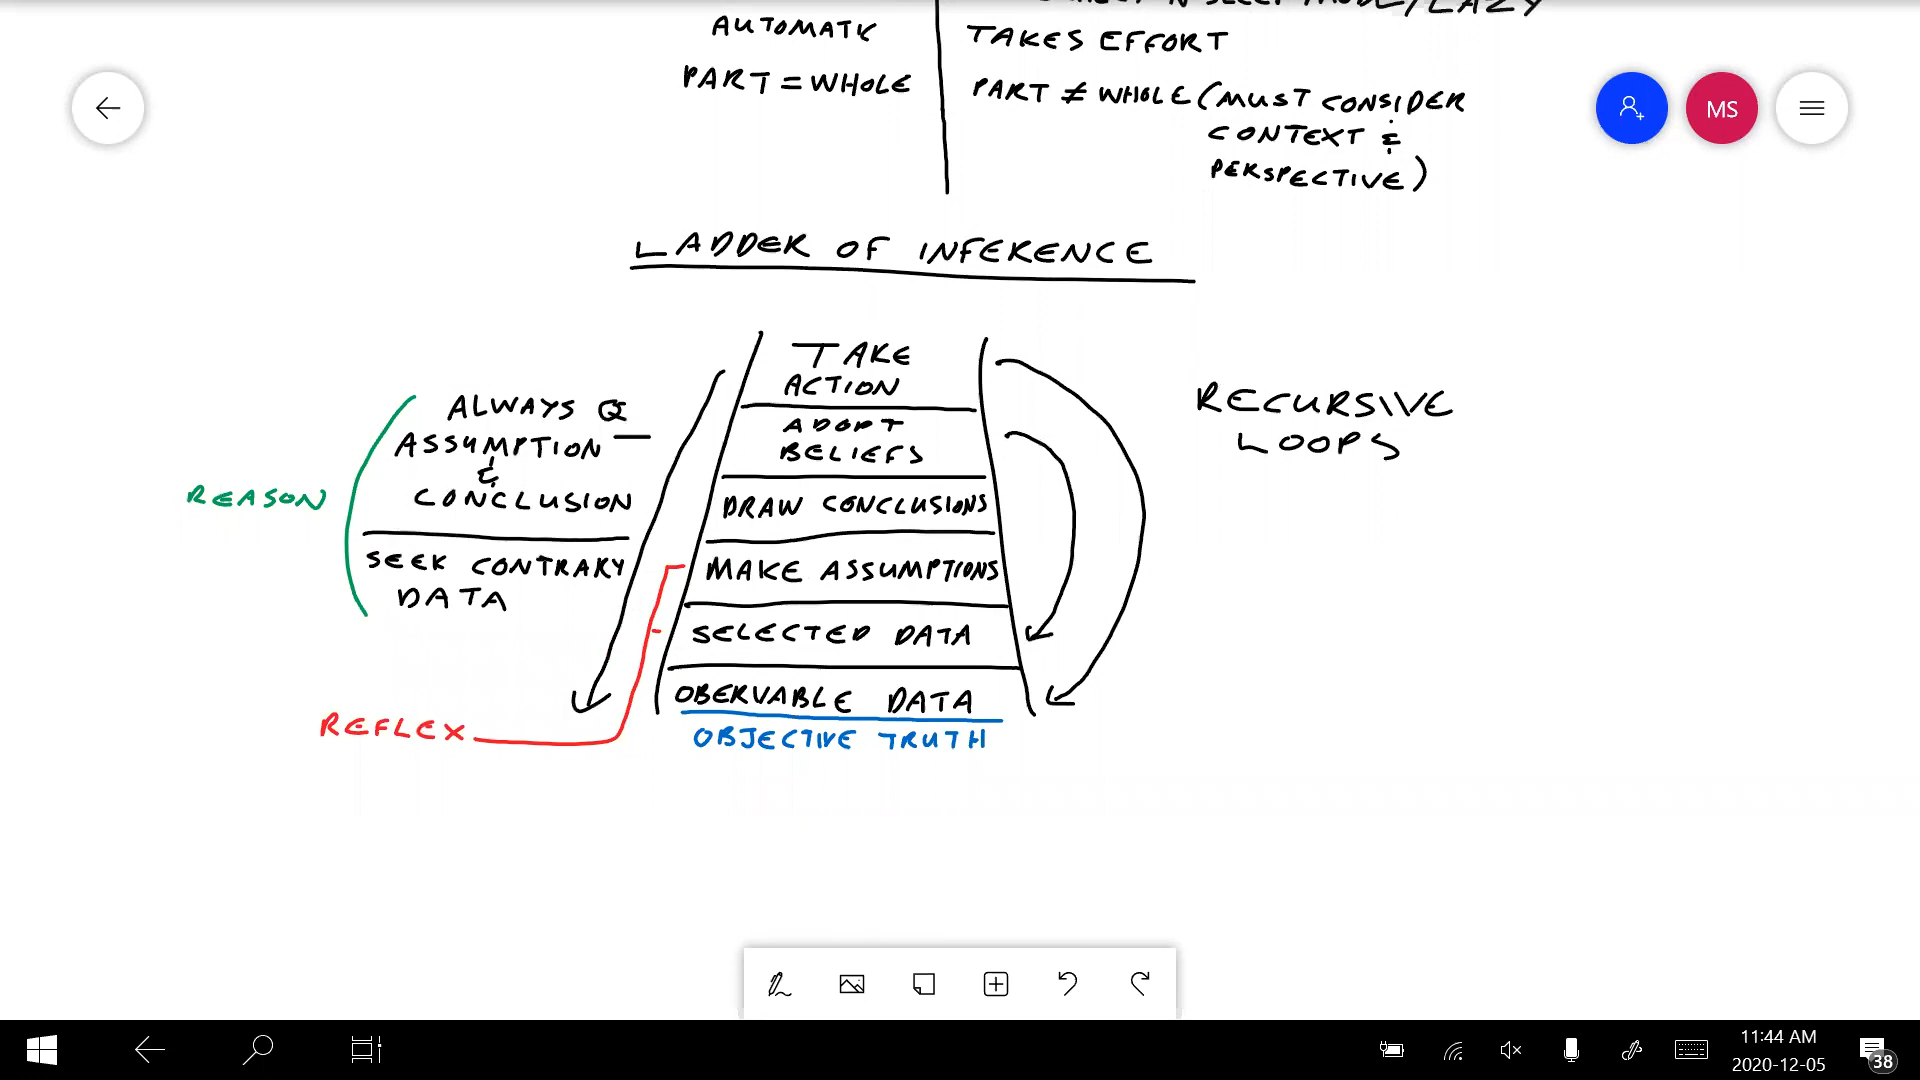 LAZY
AUTOMATIC
TAKES EFFORT
PART = WHOLE
PART ≠ WHOLE (MUST CONSIDER
CONTEXT &
PERSPECTIVE)
MS
LADDER OF INFERENCE
TAKE
ACTION
ADOPT
BELIEFS
DRAW CONCLUSIONS
MAKE ASSUMPTIONS
SELECTED DATA
OBERVABLE DATA
OBJECTIVE TRUTH
ALWAYS Q
ASSUMPTION
&
CONCLUSION
SEEK CONTRARY
DATA
REASON
REFLEX
RECURSIVE
LOOPS
11:44 AM
2020-12-05
38